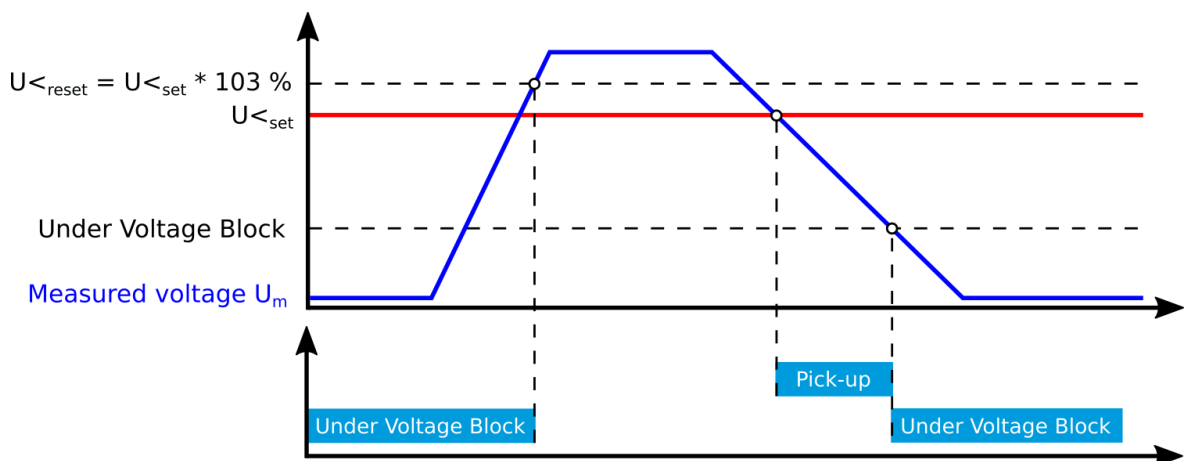 U<reset = U<set * 103 %
U<set
Under Voltage Block
Measured voltage Um
Pick-up
Under Voltage Block
Under Voltage Block